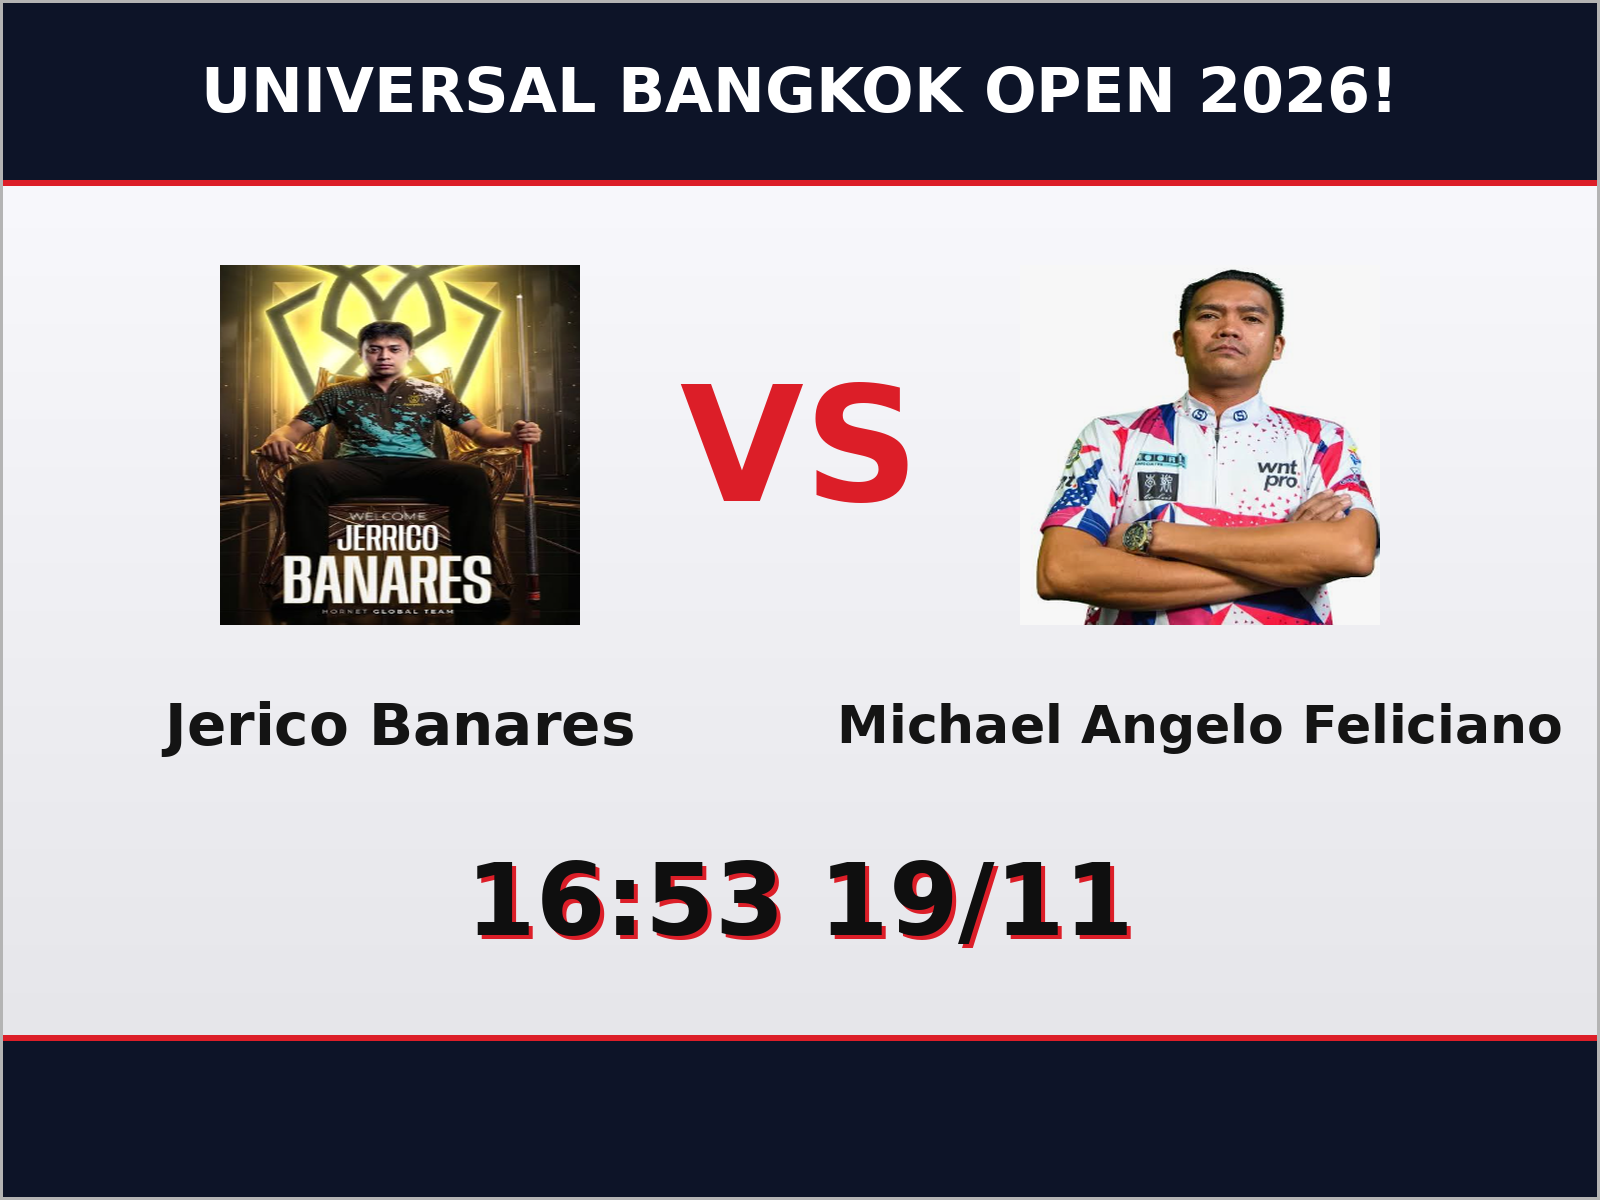 UNIVERSAL BANGKOK OPEN 2026!
WELCOME
JERRICO
BANARES
HORNET GLOBAL TEAM
VS
wnt.
pro
Jerico Banares
Michael Angelo Feliciano
16:53 19/11